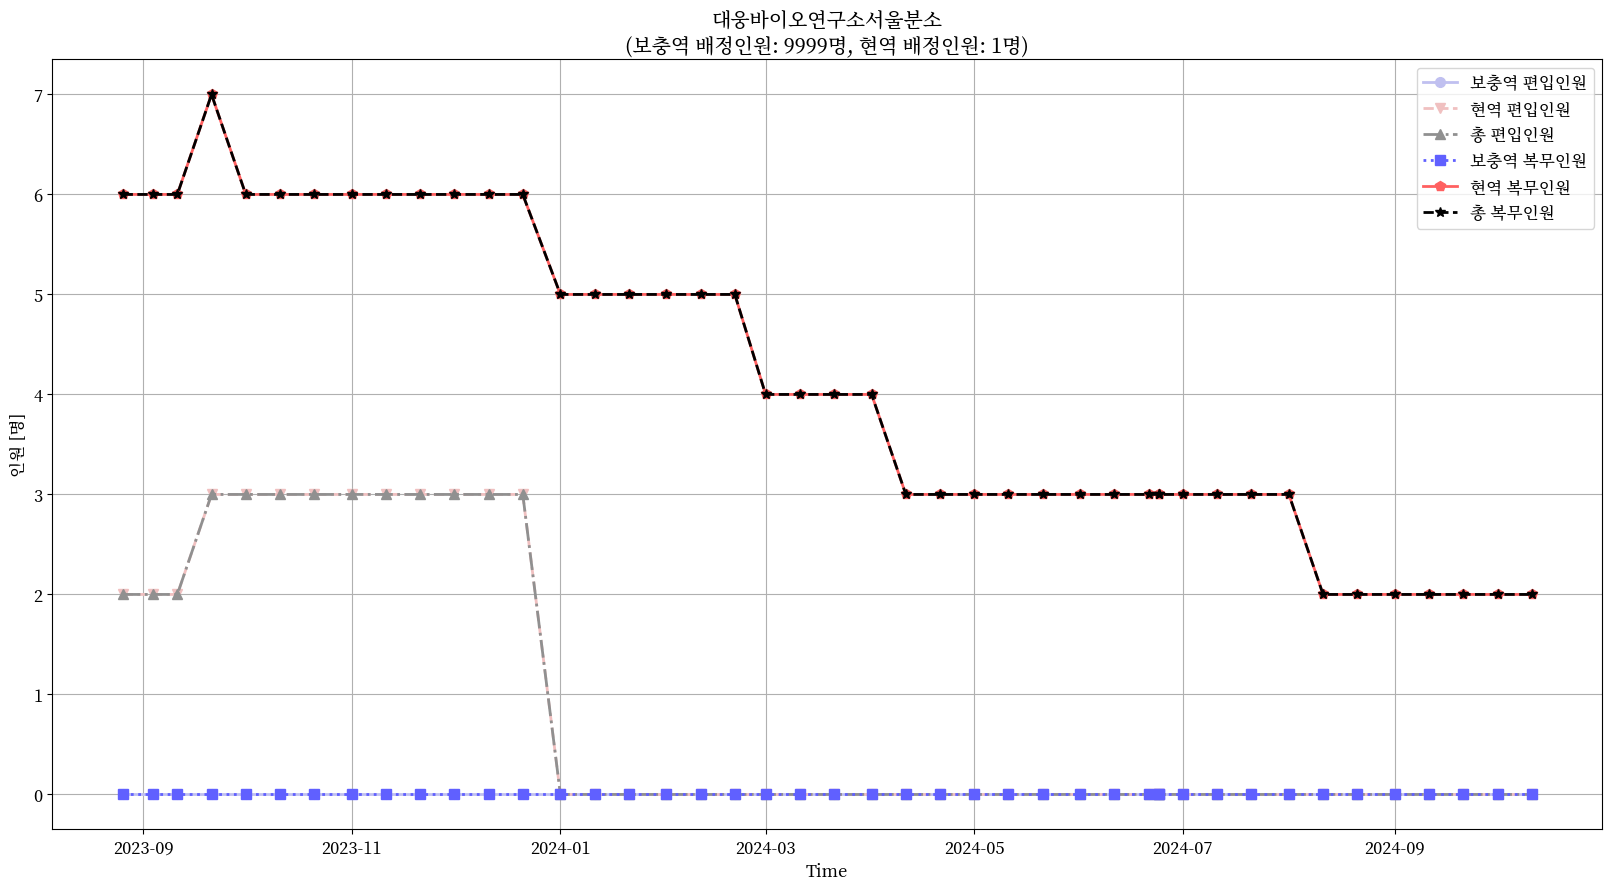 대웅바이오연구소서울분소
(보충역 배정인원: 9999명, 현역 배정인원: 1명)
보충역 편입인원
현역 편입인원
총 편입인원
보충역 복무인원
현역 복무인원
총 복무인원
인원 [명]
7
6
5
4
3
2
1
0
2023-09
2023-11
2024-01
2024-03
2024-05
2024-07
2024-09
Time